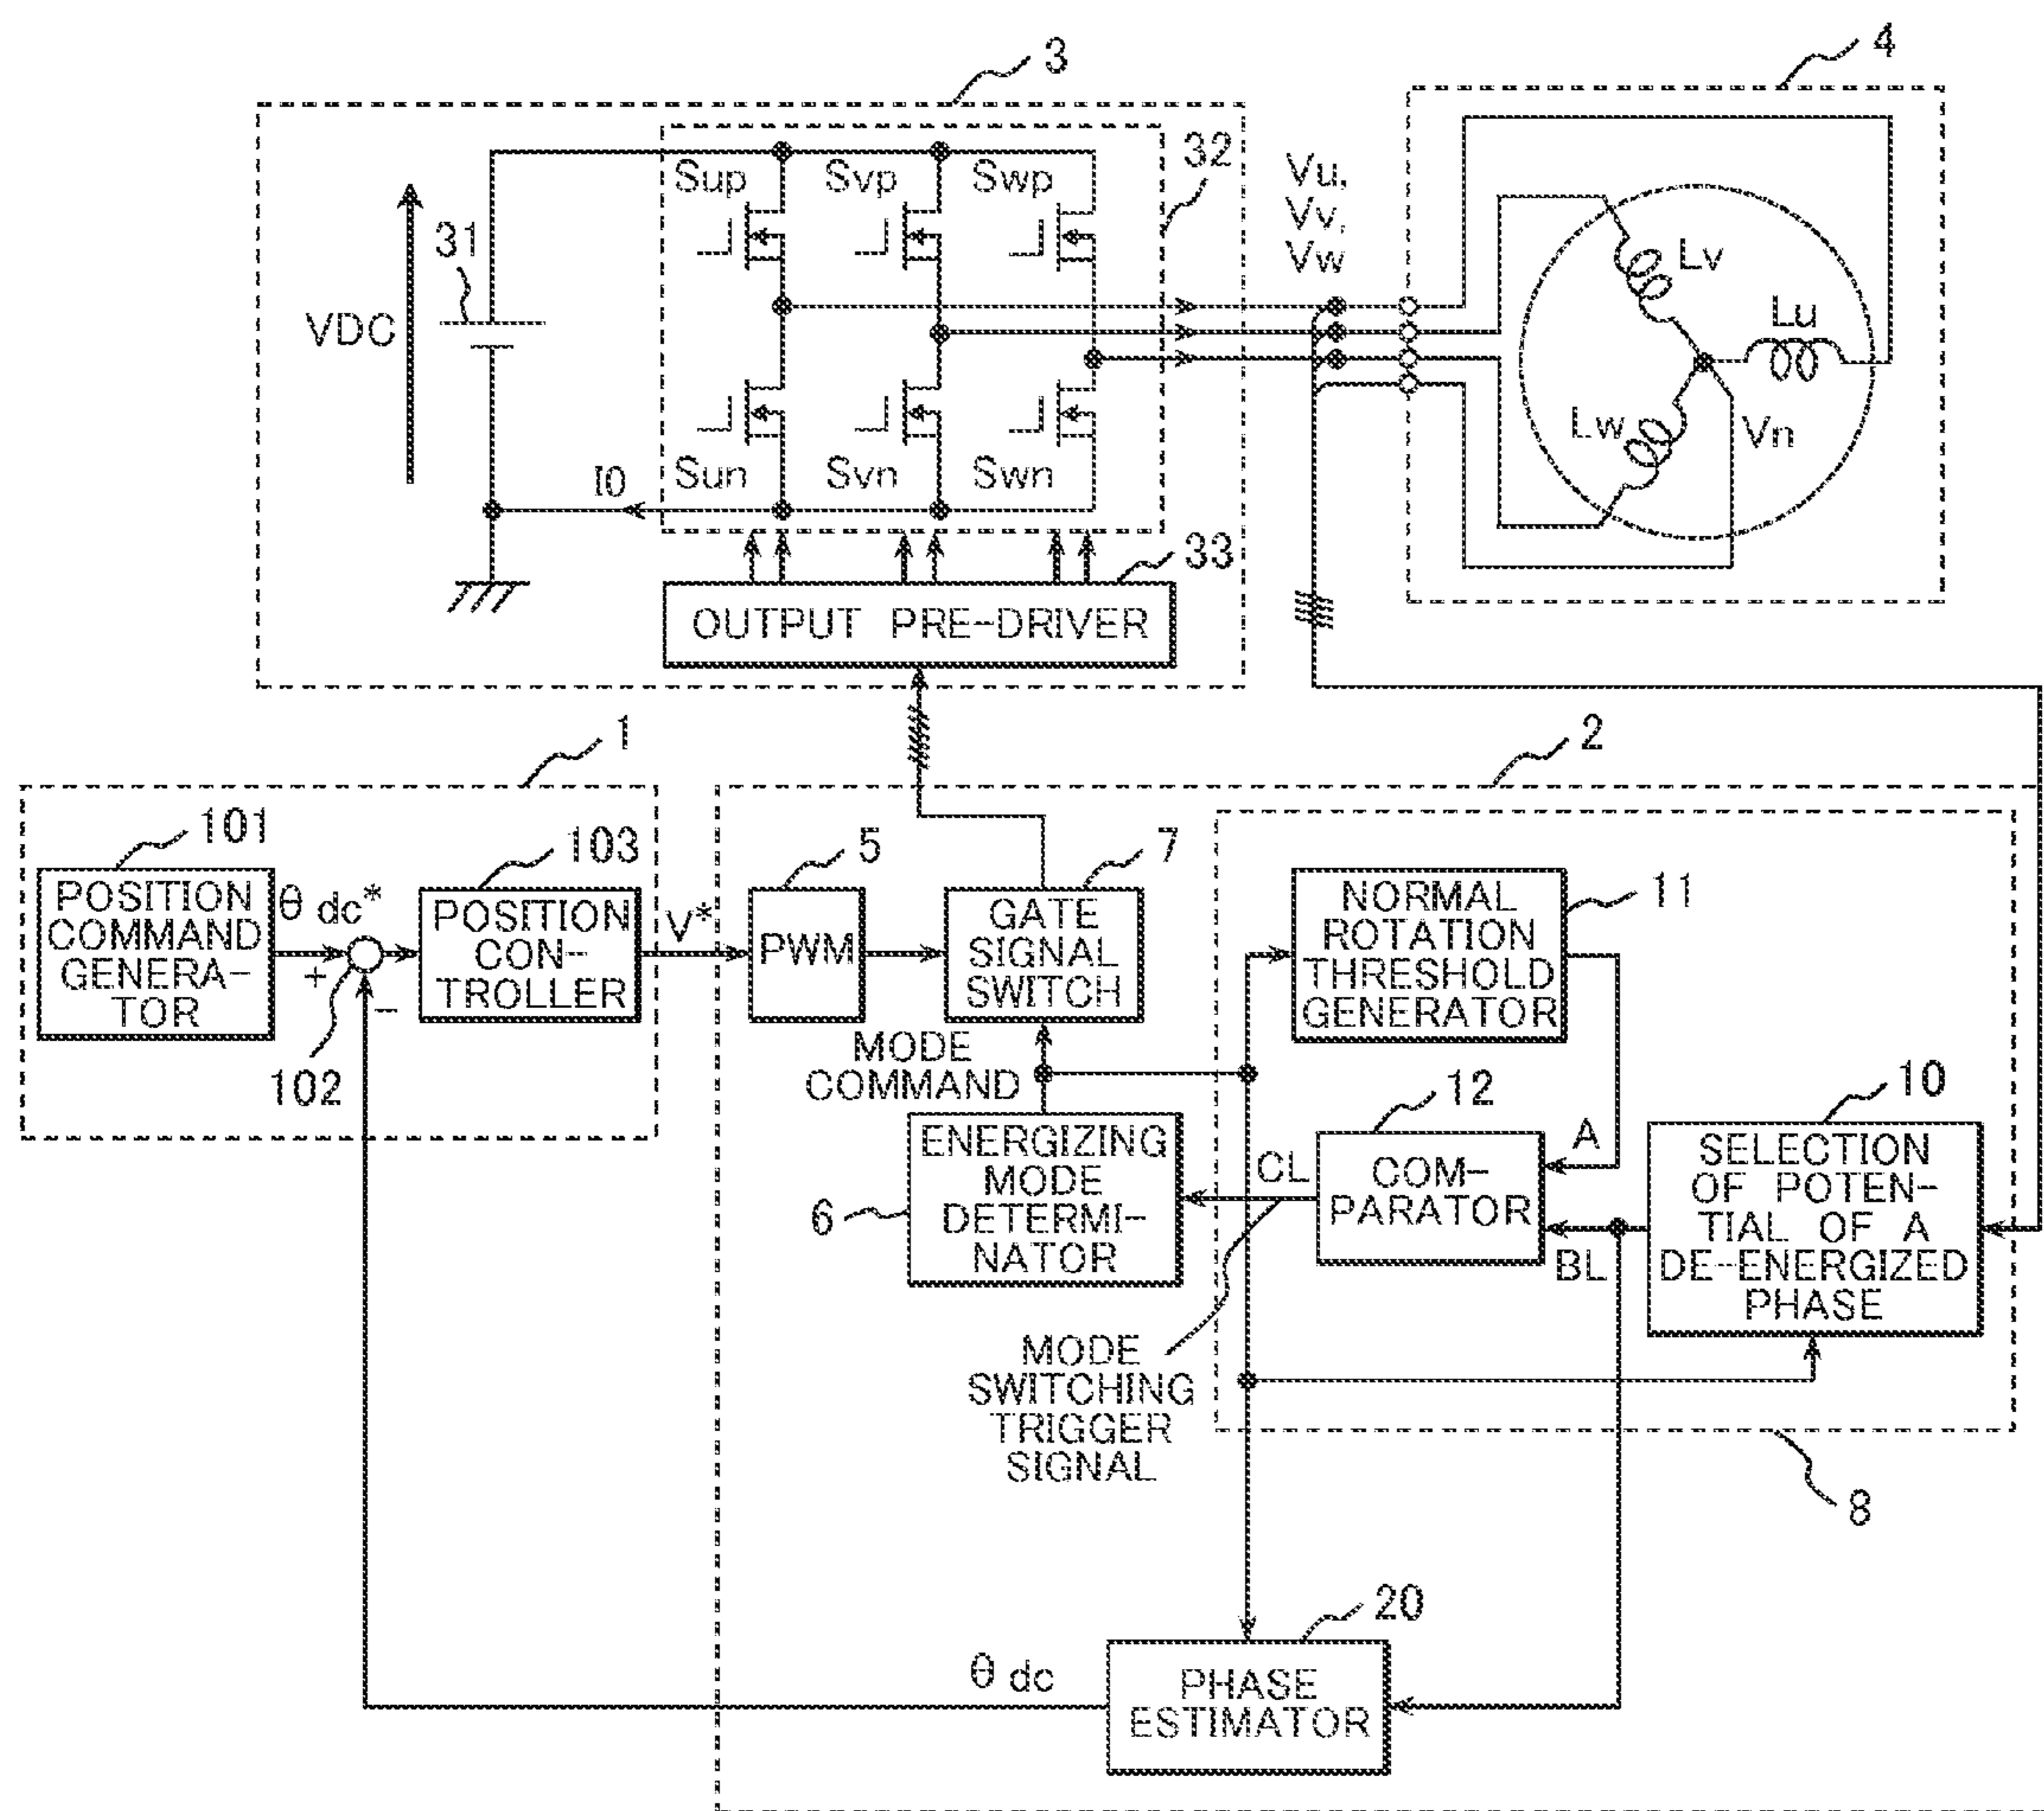 3
4
32
Sup
Svp
Swp
Vu,
Vv,
Vw
31
VDC
Lv
Lu
Lw
Vn
Sun
Svn
Swn
I0
33
OUTPUT PRE-DRIVER
1
2
101
103
5
7
11
POSITION
COMMAND
GENERA-
TOR
θ dc*
+
-
102
POSITION
CON-
TROLLER
V*
PWM
GATE
SIGNAL
SWITCH
NORMAL
ROTATION
THRESHOLD
GENERATOR
MODE
COMMAND
12
10
A
6
ENERGIZING
MODE
DETERMI-
NATOR
CL
COM-
PARATOR
BL
SELECTION
OF POTEN-
TIAL OF A
DE-ENERGIZED
PHASE
MODE
SWITCHING
TRIGGER
SIGNAL
8
20
θ dc
PHASE
ESTIMATOR